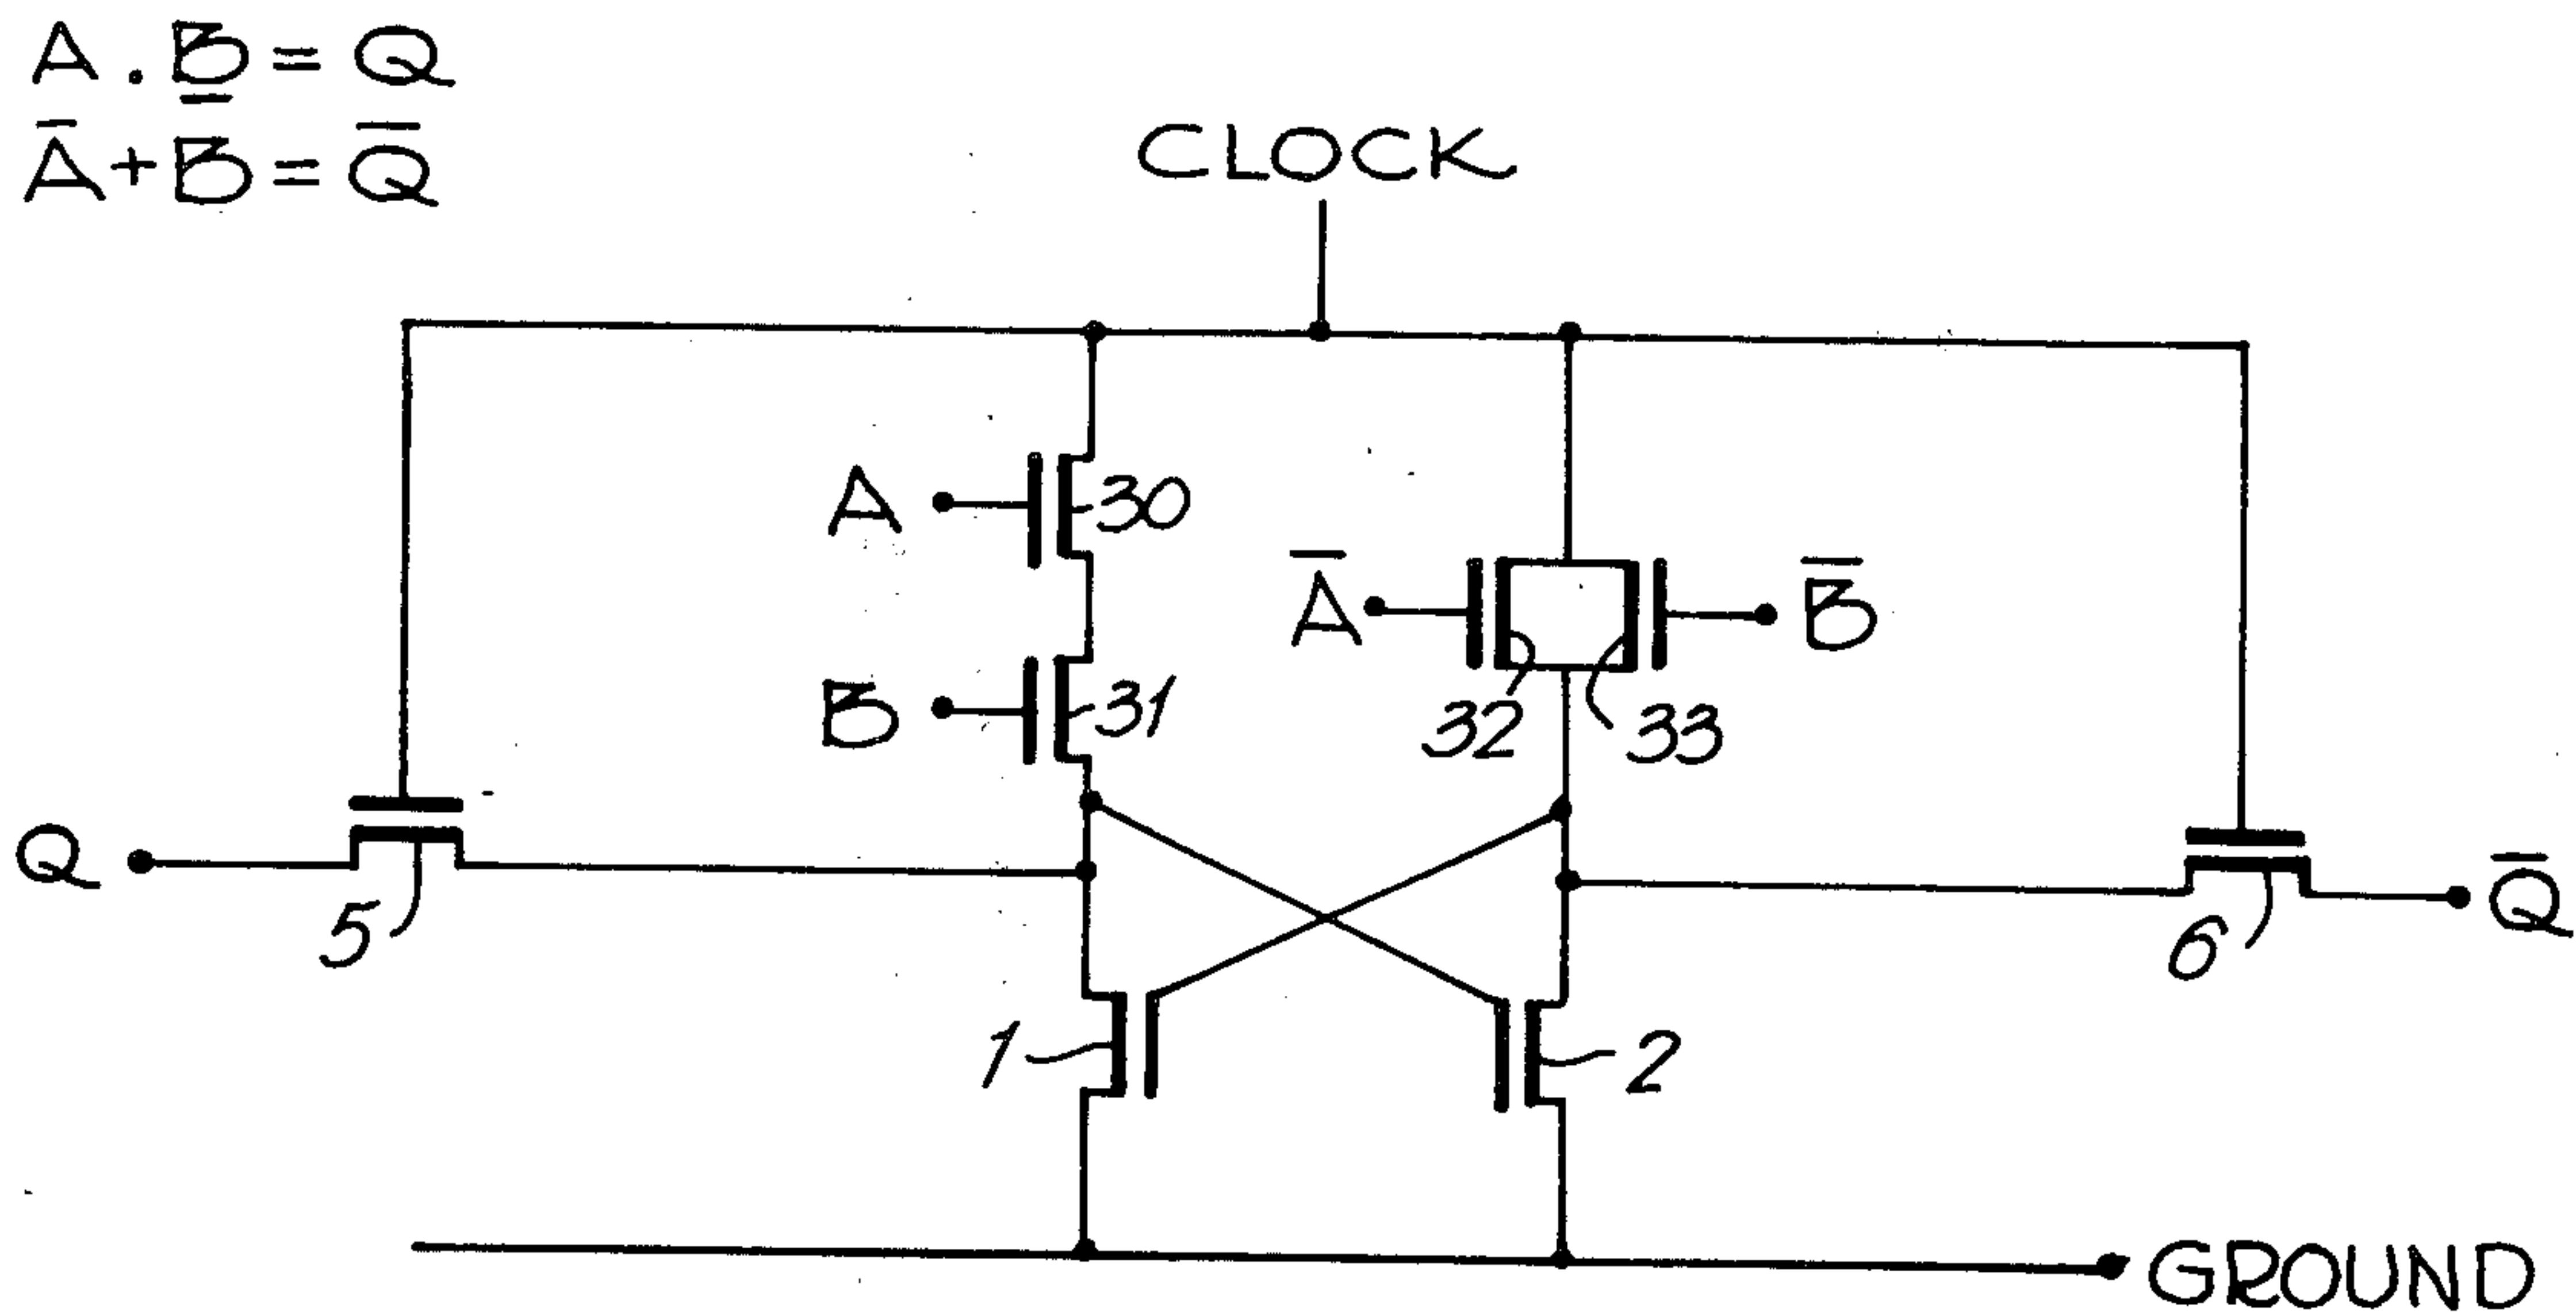 A . B = Q
A̅ + B̅ = Q̅
CLOCK
A
30
A̅
B̅
B
31
32
33
Q
5
Q̅
6
1
2
GROUND